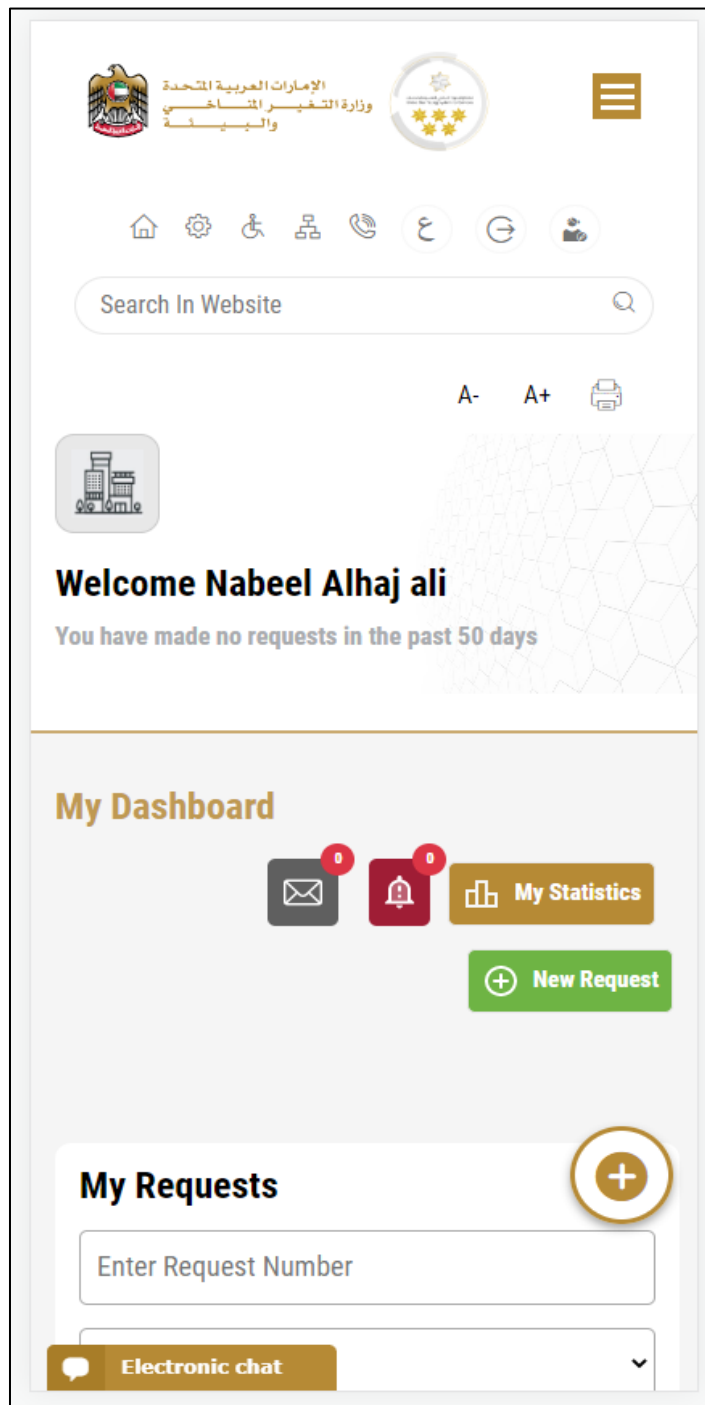 الإمارات العربية المتحدة
وزارة التغيير المناخي
والبيئة
ع
Search In Website
A- A+
Welcome Nabeel Alhaj ali
You have made no requests in the past 50 days
My Dashboard
0
0
My Statistics
New Request
My Requests
Enter Request Number
Electronic chat